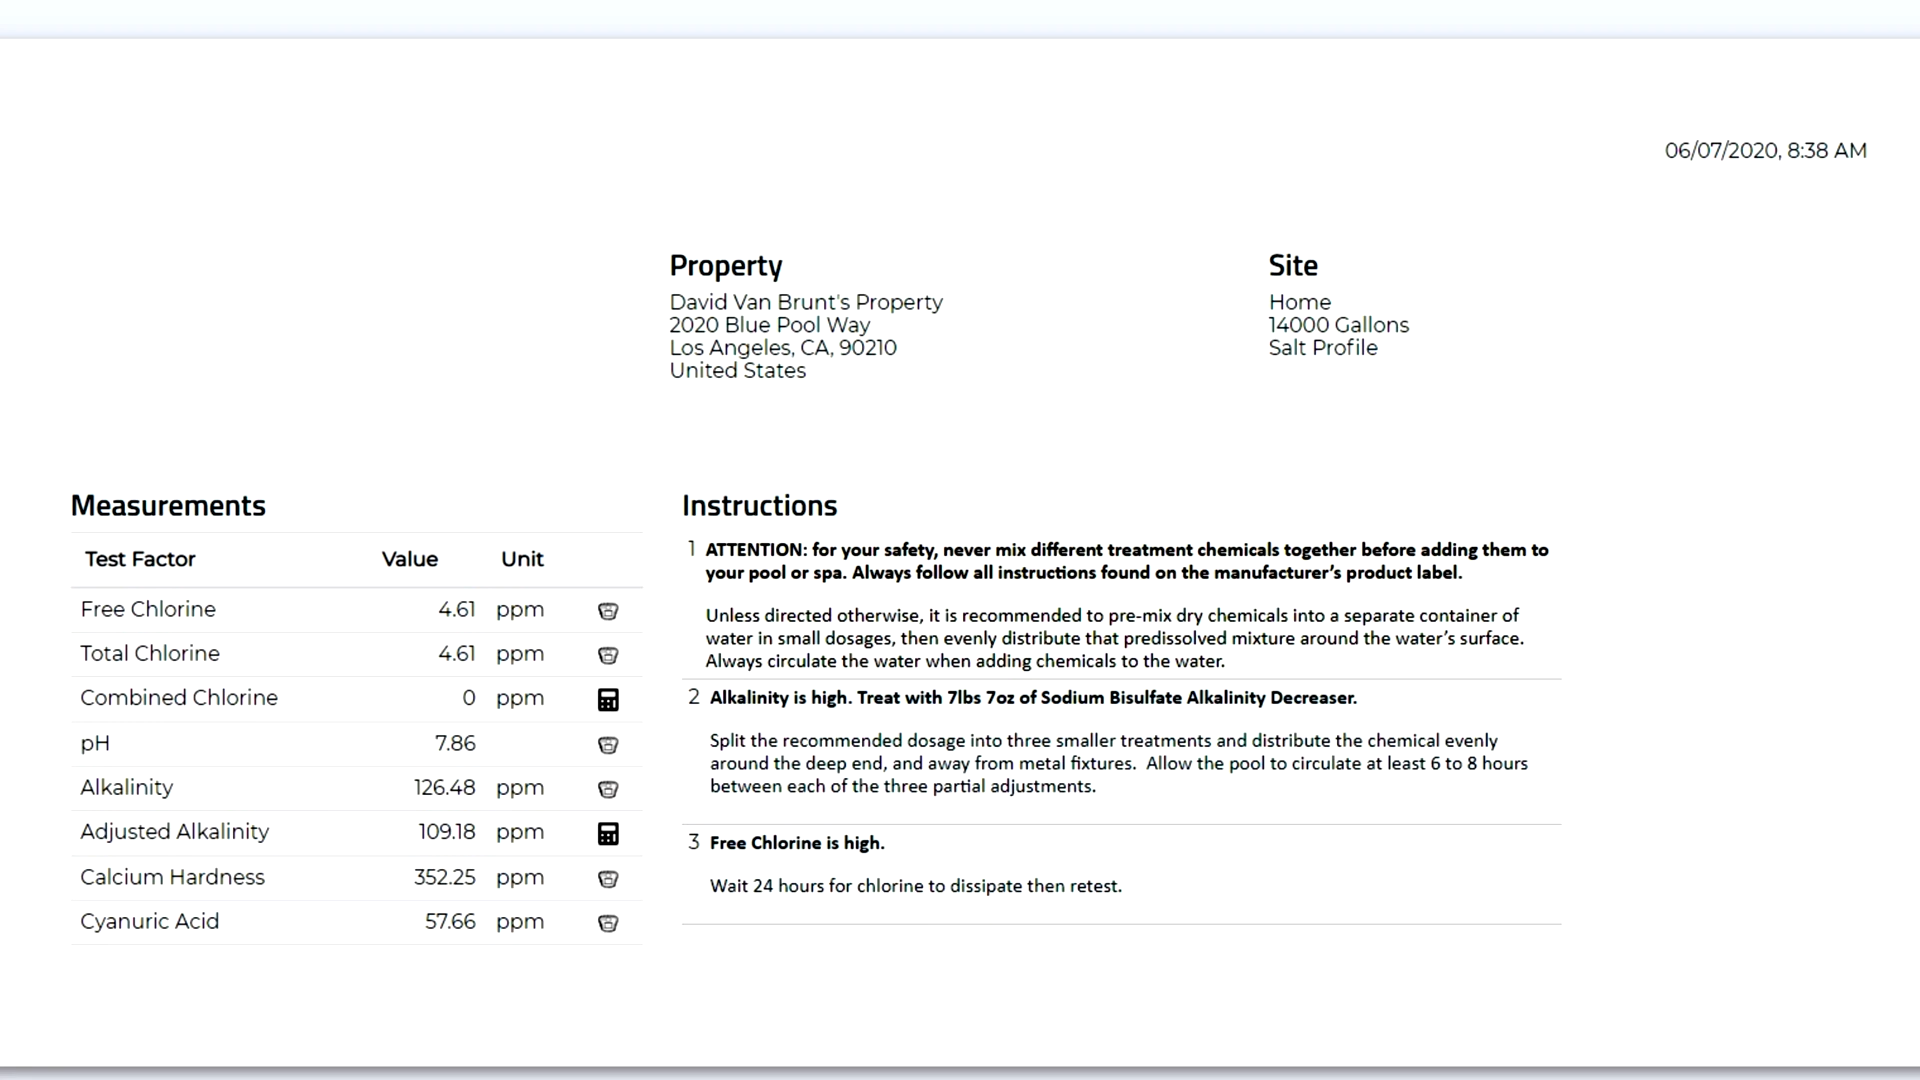 06/07/2020, 8:38 AM
Property
David Van Brunt's Property
2020 Blue Pool Way
Los Angeles, CA, 90210
United States
Site
Home
14000 Gallons
Salt Profile
Measurements
Test Factor Value Unit
Free Chlorine 4.61 ppm
Total Chlorine 4.61 ppm
Combined Chlorine 0 ppm
pH 7.86
Alkalinity 126.48 ppm
Adjusted Alkalinity 109.18 ppm
Calcium Hardness 352.25 ppm
Cyanuric Acid 57.66 ppm
Instructions
1 ATTENTION: for your safety, never mix different treatment chemicals together before adding them to
your pool or spa. Always follow all instructions found on the manufacturer’s product label.
Unless directed otherwise, it is recommended to pre-mix dry chemicals into a separate container of
water in small dosages, then evenly distribute that predissolved mixture around the water’s surface.
Always circulate the water when adding chemicals to the water.
2 Alkalinity is high. Treat with 7lbs 7oz of Sodium Bisulfate Alkalinity Decreaser.
Split the recommended dosage into three smaller treatments and distribute the chemical evenly
around the deep end, and away from metal fixtures. Allow the pool to circulate at least 6 to 8 hours
between each of the three partial adjustments.
3 Free Chlorine is high.
Wait 24 hours for chlorine to dissipate then retest.